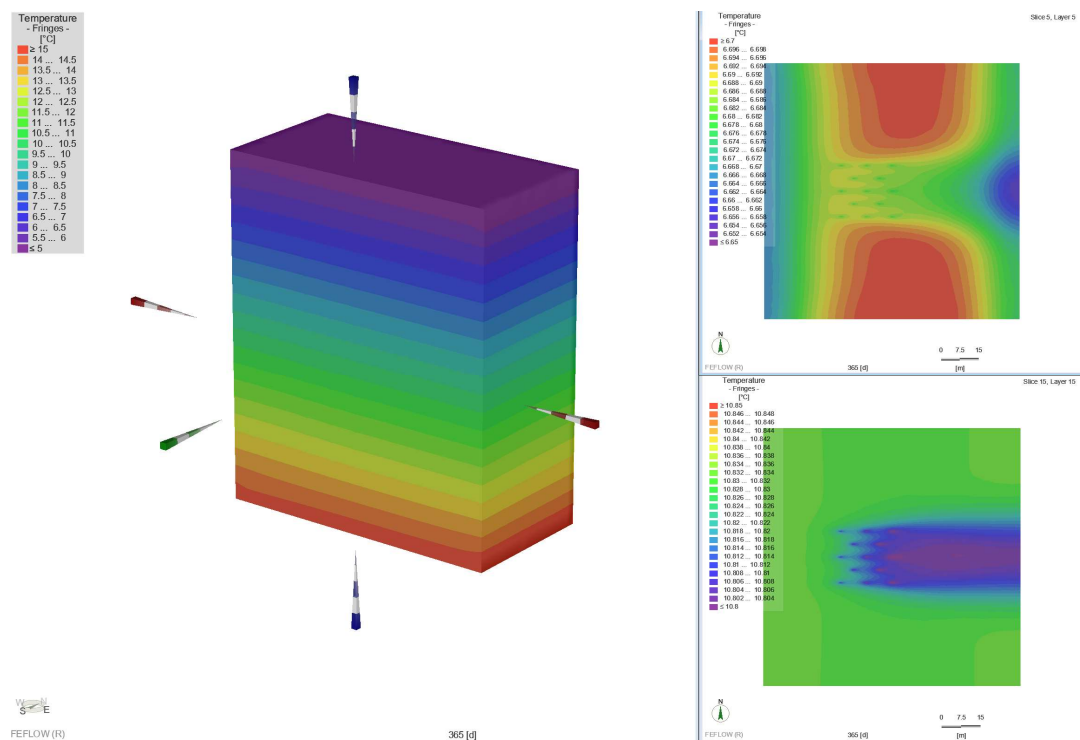 Temperature
- Fringes -
[°C]
≥ 15
14 ... 14.5
13.5 ... 14
13 ... 13.5
12.5 ... 13
12 ... 12.5
11.5 ... 12
11 ... 11.5
10.5 ... 11
10 ... 10.5
9.5 ... 10
9 ... 9.5
8.5 ... 9
8 ... 8.5
7.5 ... 8
7 ... 7.5
6.5 ... 7
6 ... 6.5
5.5 ... 6
≤ 5
S E
FEFLOW (R)
365 [d]
Temperature
- Fringes -
[°C]
Slice 5, Layer 5
≥ 6.7
6.696 ... 6.698
6.694 ... 6.696
6.692 ... 6.694
6.69 ... 6.692
6.688 ... 6.69
6.686 ... 6.688
6.684 ... 6.686
6.682 ... 6.684
6.68 ... 6.682
6.678 ... 6.68
6.676 ... 6.678
6.674 ... 6.676
6.672 ... 6.674
6.67 ... 6.672
6.668 ... 6.67
6.666 ... 6.668
6.664 ... 6.666
6.662 ... 6.664
6.66 ... 6.662
6.658 ... 6.66
6.656 ... 6.658
6.654 ... 6.656
6.652 ... 6.654
≤ 6.65
N
0 7.5 15
FEFLOW (R)
365 [d]
[m]
Temperature
- Fringes -
[°C]
Slice 15, Layer 15
≥ 10.85
10.846 ... 10.848
10.844 ... 10.846
10.842 ... 10.844
10.84 ... 10.842
10.838 ... 10.84
10.836 ... 10.838
10.834 ... 10.836
10.832 ... 10.834
10.83 ... 10.832
10.828 ... 10.83
10.826 ... 10.828
10.824 ... 10.826
10.822 ... 10.824
10.82 ... 10.822
10.818 ... 10.82
10.816 ... 10.818
10.814 ... 10.816
10.812 ... 10.814
10.81 ... 10.812
10.808 ... 10.81
10.806 ... 10.808
10.804 ... 10.806
10.802 ... 10.804
≤ 10.8
N
0 7.5 15
FEFLOW (R)
365 [d]
[m]